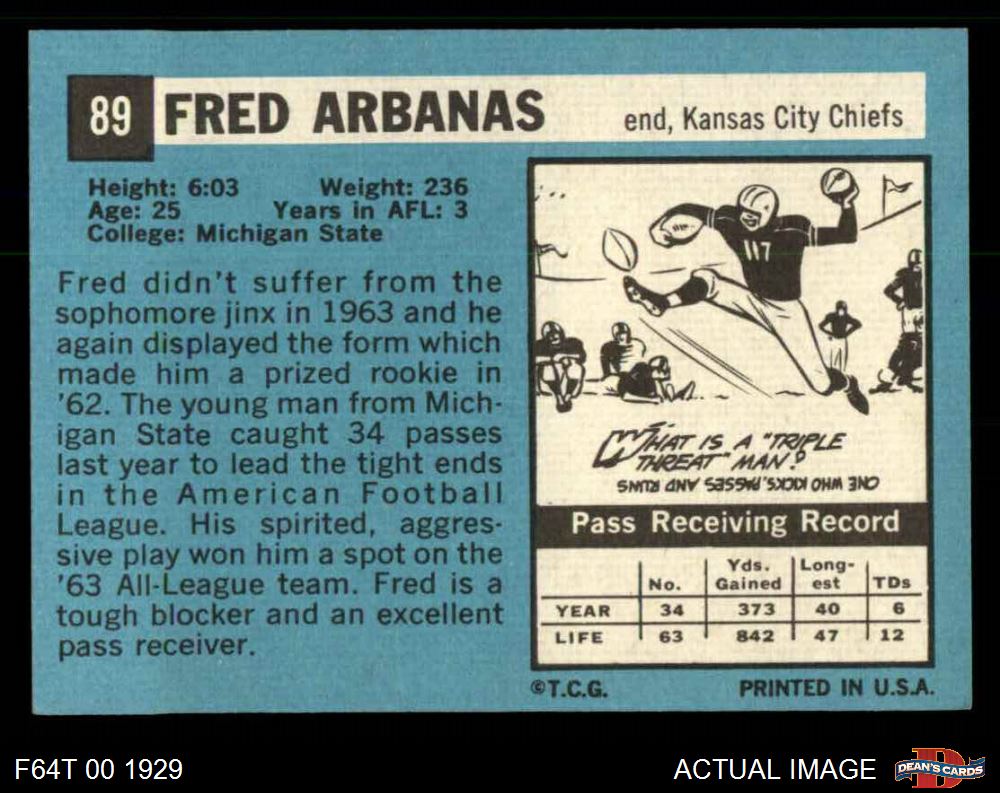 89
FRED ARBANAS
end, Kansas City Chiefs
Height: 6:03 Weight: 236
Age: 25 Years in AFL: 3
College: Michigan State
Fred didn't suffer from the
sophomore jinx in 1963 and he
again displayed the form which
made him a prized rookie in
'62. The young man from Mich-
igan State caught 34 passes
last year to lead the tight ends
in the American Football
League. His spirited, aggres-
sive play won him a spot on the
'63 All-League team. Fred is a
tough blocker and an excellent
pass receiver.
117
WHAT IS A "TRIPLE
THREAT" MAN?
ONE WHO KICKS, PASSES AND RUNS
Pass Receiving Record
No. Yds. Gained Long-est TDs
YEAR 34 373 40 6
LIFE 63 842 47 12
©T.C.G. PRINTED IN U.S.A.
F64T 00 1929
ACTUAL IMAGE
D
DEAN'S CARDS